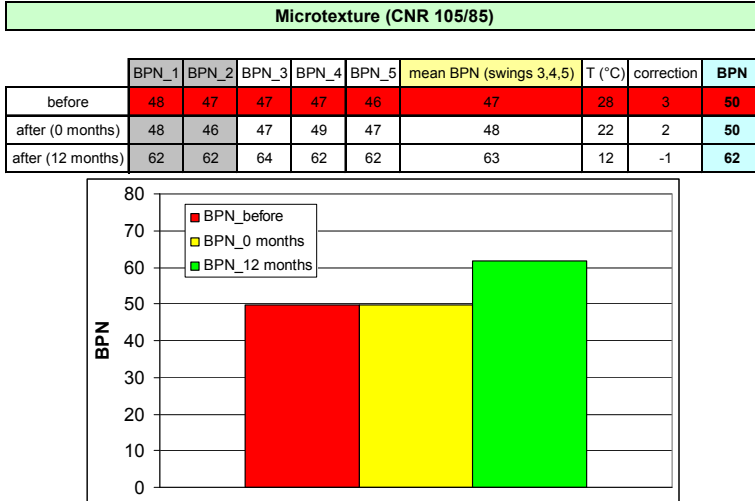 Microtexture (CNR 105/85)
BPN_1 BPN_2 BPN_3 BPN_4 BPN_5 mean BPN (swings 3,4,5) T (°C) correction BPN
before 48 47 47 47 46 47 28 3 50
after (0 months) 48 46 47 49 47 48 22 2 50
after (12 months) 62 62 64 62 62 63 12 -1 62
80
70
60
50
40
30
20
10
0
BPN
BPN_before
BPN_0 months
BPN_12 months